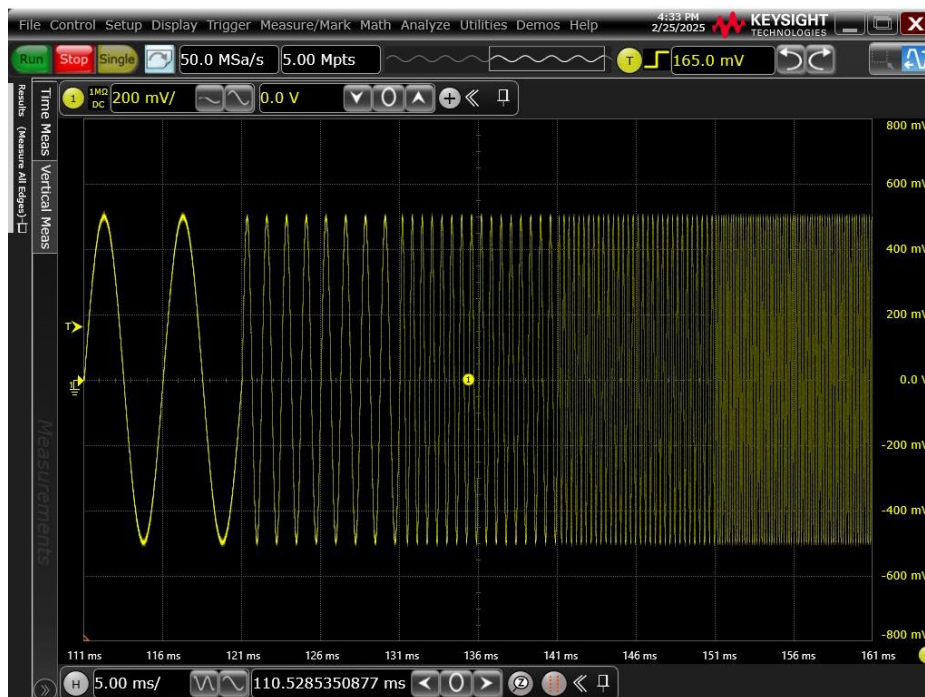 File Control Setup Display Trigger Measure/Mark Math Analyze Utilities Demos Help
4:33 PM
2/25/2025
KEYSIGHT
TECHNOLOGIES
X
Run Stop Single 50.0 MSa/s 5.00 Mpts T 165.0 mV
1 1MΩ
DC 200 mV/ 0.0 V
Results (Measure All Edges)
Time Meas
Vertical Meas
Measurements
800 mV
600 mV
400 mV
200 mV
T
1 0.0 V
1
-200 mV
-400 mV
-600 mV
-800 mV
111 ms 116 ms 121 ms 126 ms 131 ms 136 ms 141 ms 146 ms 151 ms 156 ms 161 ms
H 5.00 ms/ 110.5285350877 ms 0 Z